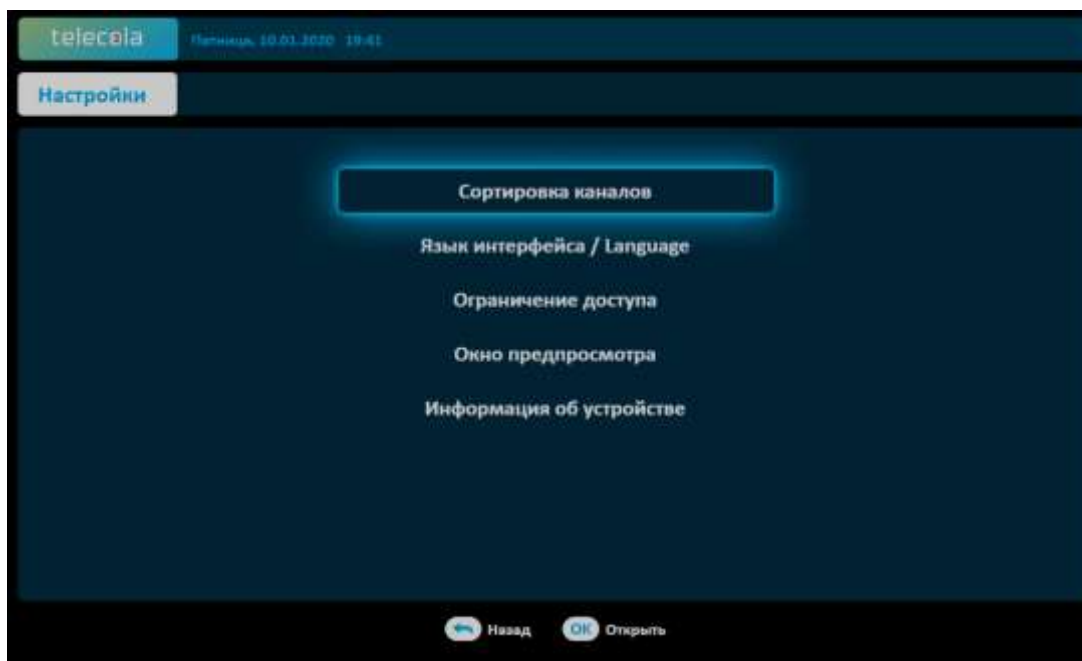 telecola
Пятница, 10.01.2020 19:41
Настройки
Сортировка каналов
Язык интерфейса / Language
Ограничение доступа
Окно предпросмотра
Информация об устройстве
Назад OK Открыть